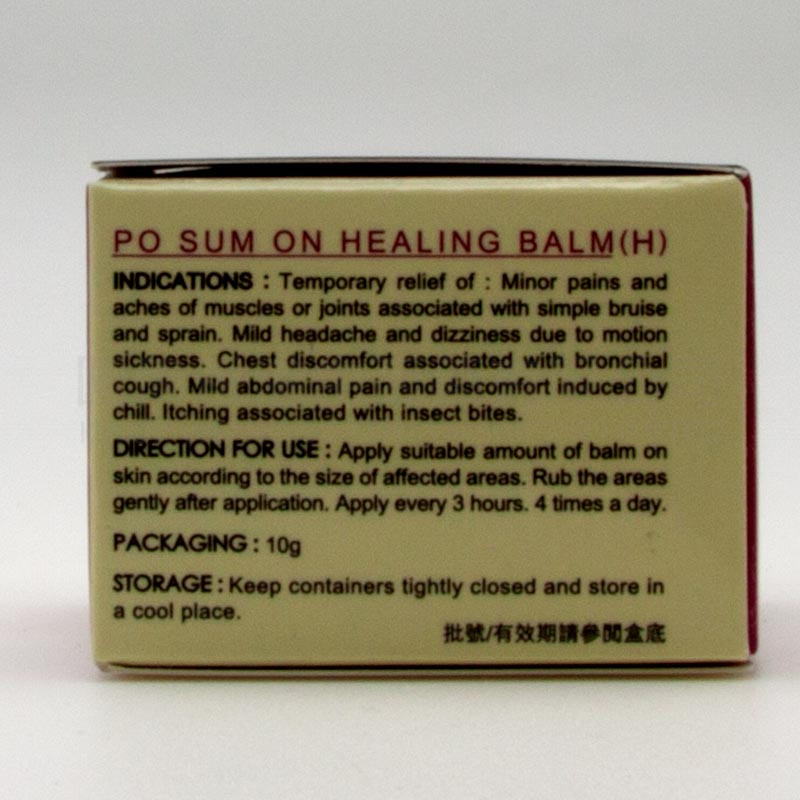 PO SUM ON HEALING BALM(H)
INDICATIONS : Temporary relief of : Minor pains and
aches of muscles or joints associated with simple bruise
and sprain. Mild headache and dizziness due to motion
sickness. Chest discomfort associated with bronchial
cough. Mild abdominal pain and discomfort induced by
chill. Itching associated with insect bites.
DIRECTION FOR USE : Apply suitable amount of balm on
skin according to the size of affected areas. Rub the areas
gently after application. Apply every 3 hours. 4 times a day.
PACKAGING : 10g
STORAGE : Keep containers tightly closed and store in
a cool place.
批號/有效期請參閱盒底